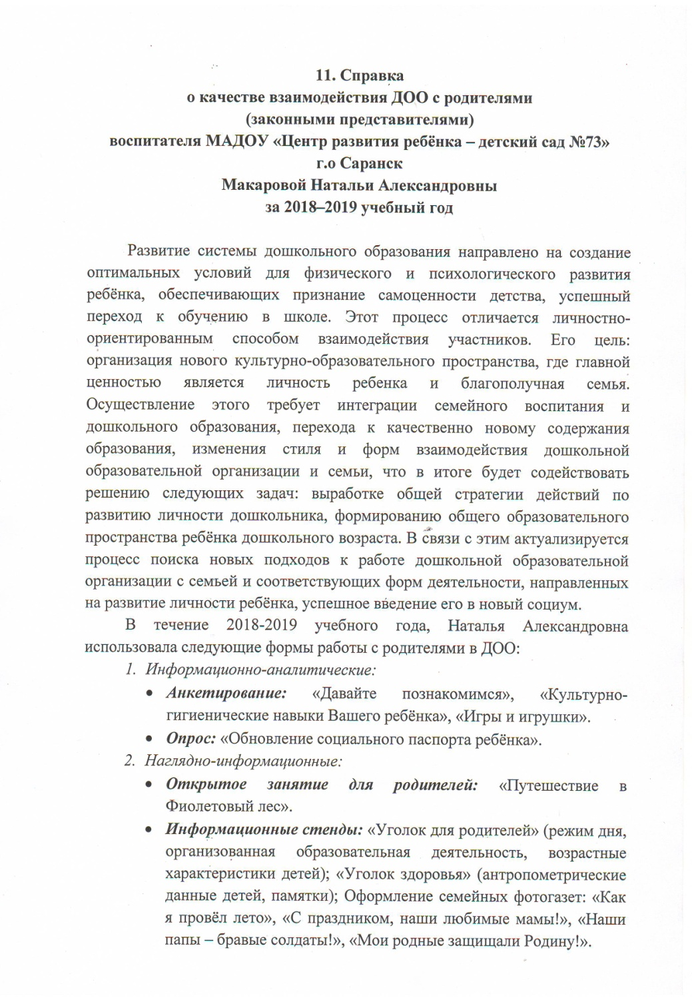 11. Справка
о качестве взаимодействия ДОО с родителями
(законными представителями)
воспитателя МАДОУ «Центр развития ребёнка – детский сад №73»
г.о Саранск
Макаровой Натальи Александровны
за 2018–2019 учебный год
Развитие системы дошкольного образования направлено на создание
оптимальных условий для физического и психологического развития
ребёнка, обеспечивающих признание самоценности детства, успешный
переход к обучению в школе. Этот процесс отличается личностно-
ориентированным способом взаимодействия участников. Его цель:
организация нового культурно-образовательного пространства, где главной
ценностью является личность ребенка и благополучная семья.
Осуществление этого требует интеграции семейного воспитания и
дошкольного образования, перехода к качественно новому содержания
образования, изменения стиля и форм взаимодействия дошкольной
образовательной организации и семьи, что в итоге будет содействовать
решению следующих задач: выработке общей стратегии действий по
развитию личности дошкольника, формированию общего образовательного
пространства ребёнка дошкольного возраста. В связи с этим актуализируется
процесс поиска новых подходов к работе дошкольной образовательной
организации с семьей и соответствующих форм деятельности, направленных
на развитие личности ребёнка, успешное введение его в новый социум.
В течение 2018-2019 учебного года, Наталья Александровна
использовала следующие формы работы с родителями в ДОО:
1. Информационно-аналитические:
• Анкетирование: «Давайте познакомимся», «Культурно-
гигиенические навыки Вашего ребёнка», «Игры и игрушки».
• Опрос: «Обновление социального паспорта ребёнка».
2. Наглядно-информационные:
• Открытое занятие для родителей: «Путешествие в
Фиолетовый лес».
• Информационные стенды: «Уголок для родителей» (режим дня,
организованная образовательная деятельность, возрастные
характеристики детей); «Уголок здоровья» (антропометрические
данные детей, памятки); Оформление семейных фотогазет: «Как
я провёл лето», «С праздником, наши любимые мамы!», «Наши
папы – бравые солдаты!», «Мои родные защищали Родину!».